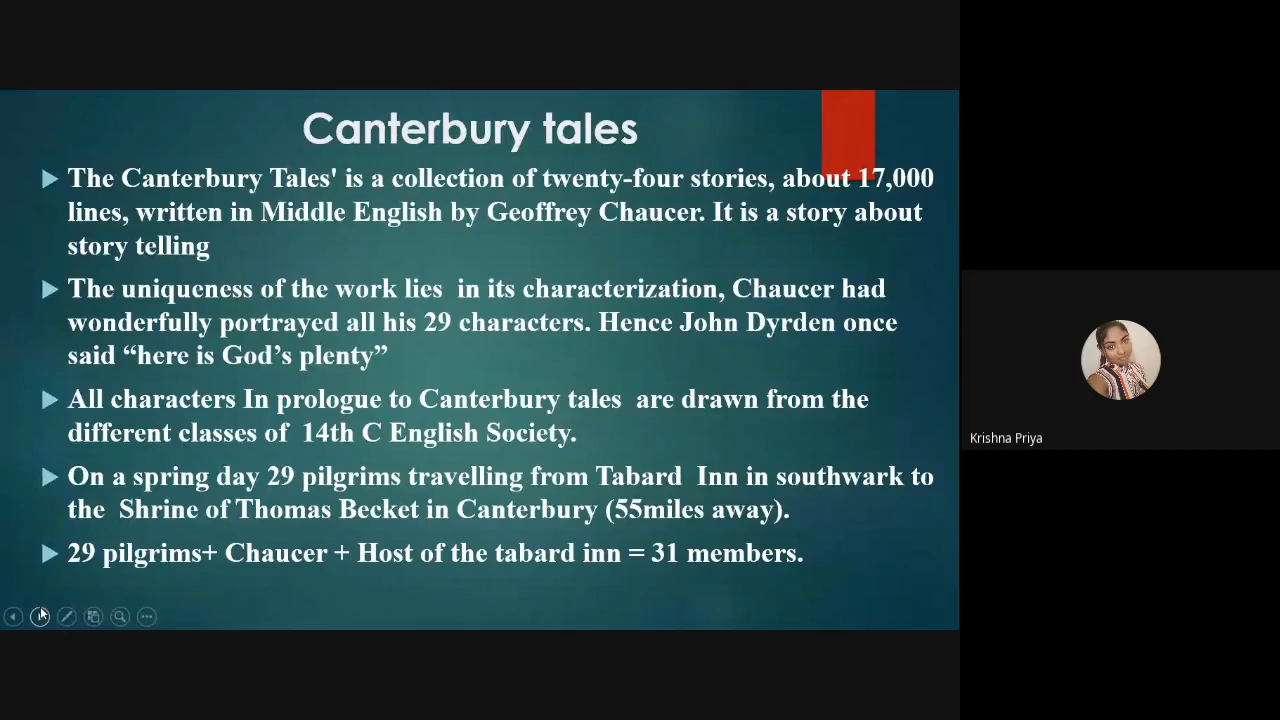 Canterbury tales
The Canterbury Tales' is a collection of twenty-four stories, about 17,000
lines, written in Middle English by Geoffrey Chaucer. It is a story about
story telling
The uniqueness of the work lies in its characterization, Chaucer had
wonderfully portrayed all his 29 characters. Hence John Dyrden once
said “here is God’s plenty”
All characters In prologue to Canterbury tales are drawn from the
different classes of 14th C English Society.
On a spring day 29 pilgrims travelling from Tabard Inn in southwark to
the Shrine of Thomas Becket in Canterbury (55miles away).
29 pilgrims+ Chaucer + Host of the tabard inn = 31 members.
Krishna Priya